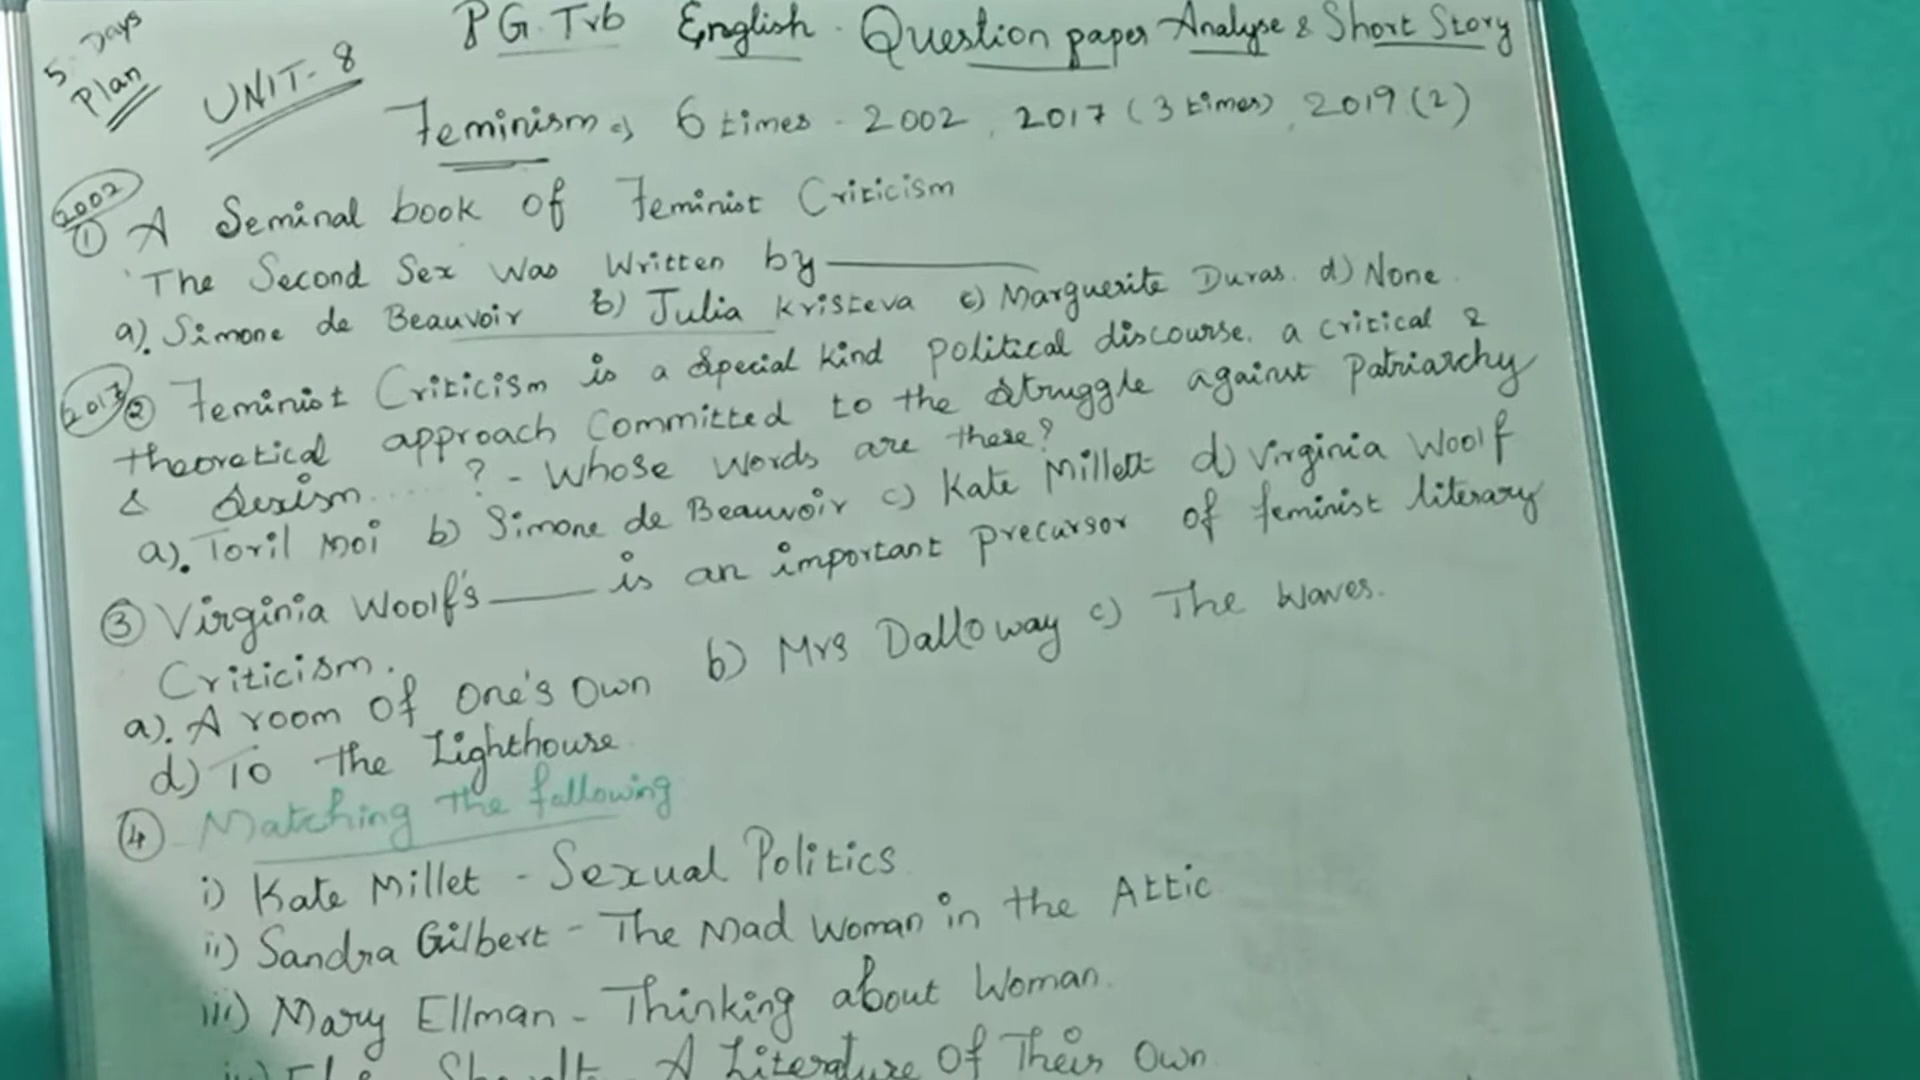 5 Days
Plan
UNIT-8
PG.Trb English Question paper Analyse & Short Story
Feminism 6 times - 2002, 2017 (3 times), 2019 (2)
2002
① A Seminal book of Feminist Criticism
'The Second Sex Was Written by
a). Simone de Beauvoir b) Julia Kristeva c) Marguerite Duras. d) None.
2017
② Feminist Criticism is a special kind political discourse. a critical &
theoretical approach committed to the struggle against Patriarchy
& Sexism.....? - Whose words are these?
a). Toril Moi b) Simone de Beauvoir c) Kate Millett d) Virginia Woolf
③ Virginia Woolf's ____ is an important precursor of feminist literary
Criticism.
a). A room of One's Own b) Mrs Dalloway c) The Waves.
d) To the Lighthouse.
④ Matching the following
i) Kate Millet - Sexual Politics
ii) Sandra Gilbert - The Mad Woman in the Attic
iii) Mary Ellman - Thinking about Woman.
A Literature Of Their Own